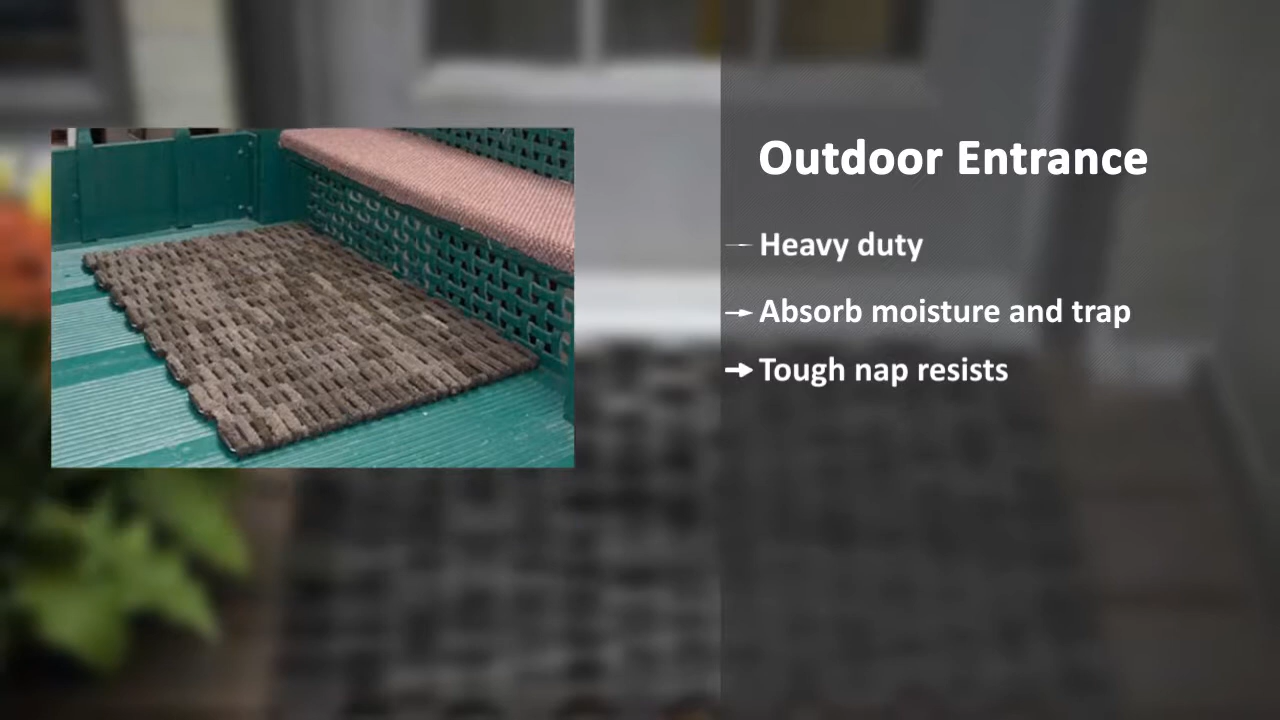 Outdoor Entrance
Heavy duty
Absorb moisture and trap
Tough nap resists